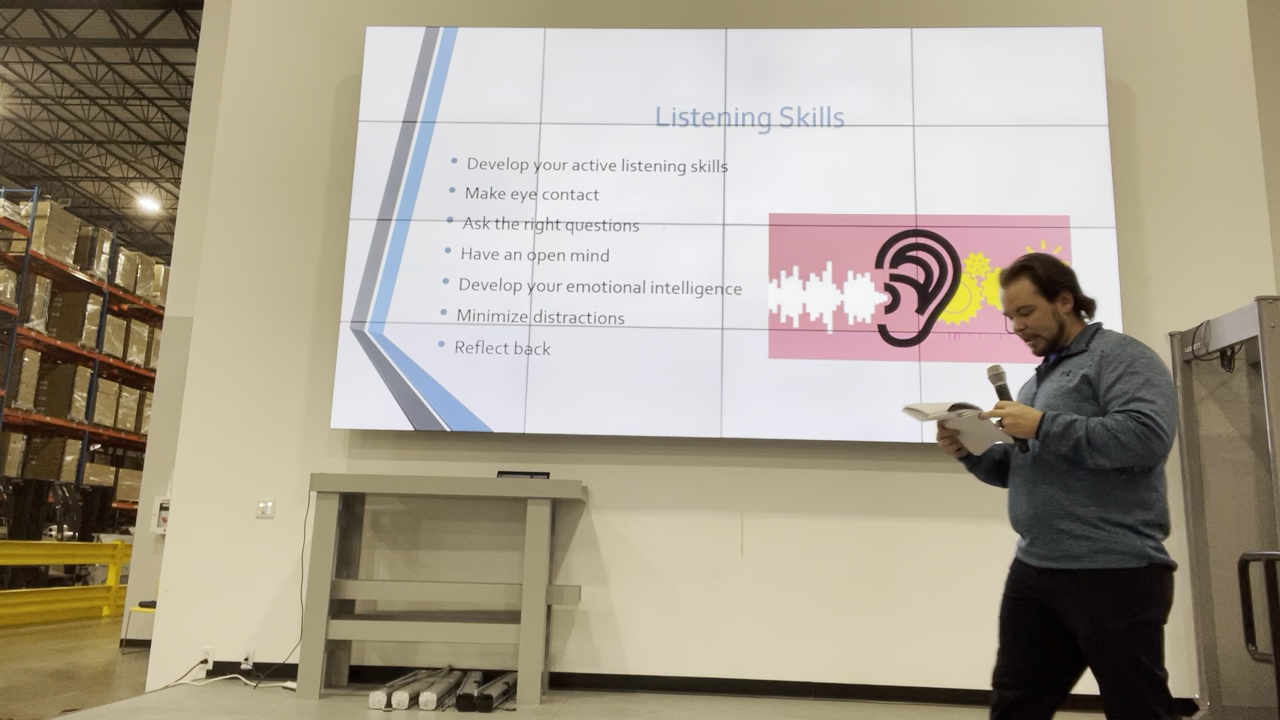 Listening Skills
Develop your active listening skills
Make eye contact
Ask the right questions
Have an open mind
Develop your emotional intelligence
Minimize distractions
Reflect back